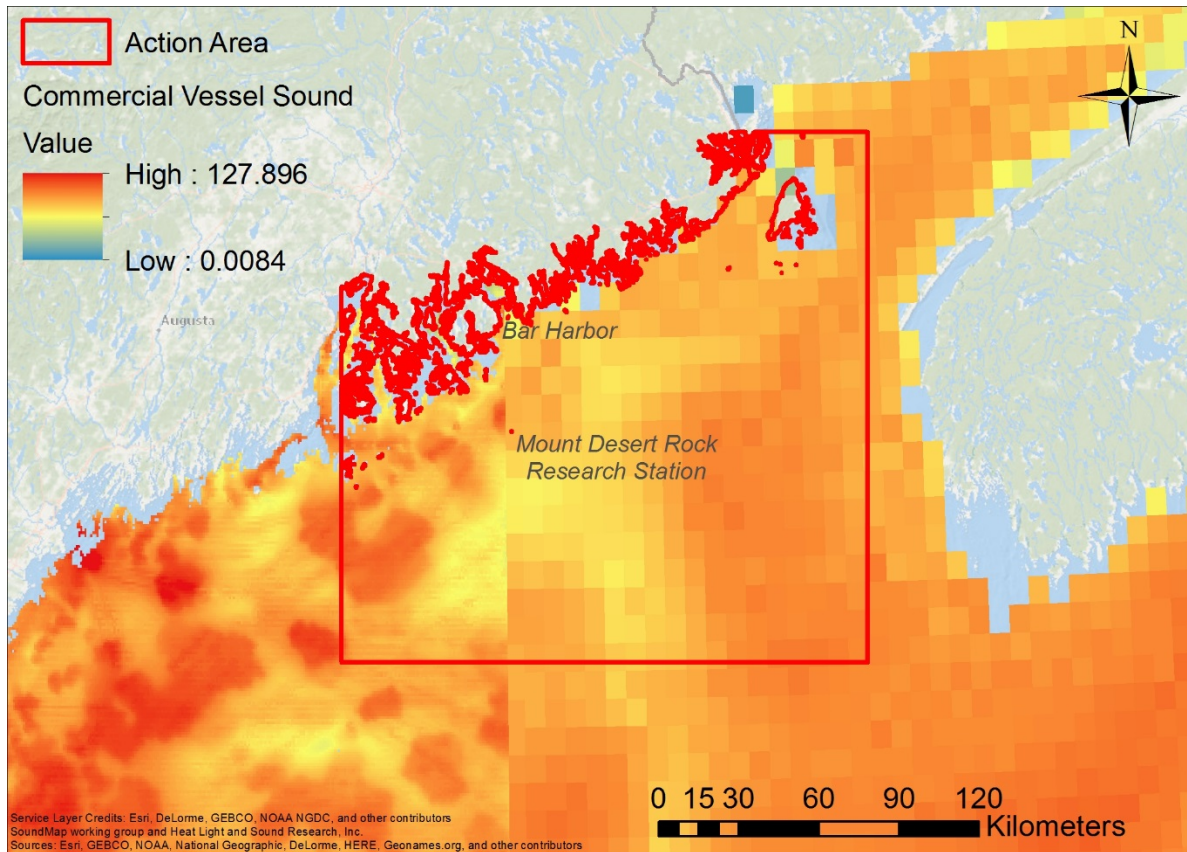 Action Area
Commercial Vessel Sound
Value
High : 127.896
Low : 0.0084
N
Augusta
Bar Harbor
Mount Desert Rock
Research Station
0 15 30 60 90 120
Kilometers
Service Layer Credits: Esri, DeLorme, GEBCO, NOAA NGDC, and other contributors
SoundMap working group and Heat Light and Sound Research, Inc.
Sources: Esri, GEBCO, NOAA, National Geographic, DeLorme, HERE, Geonames.org, and other contributors